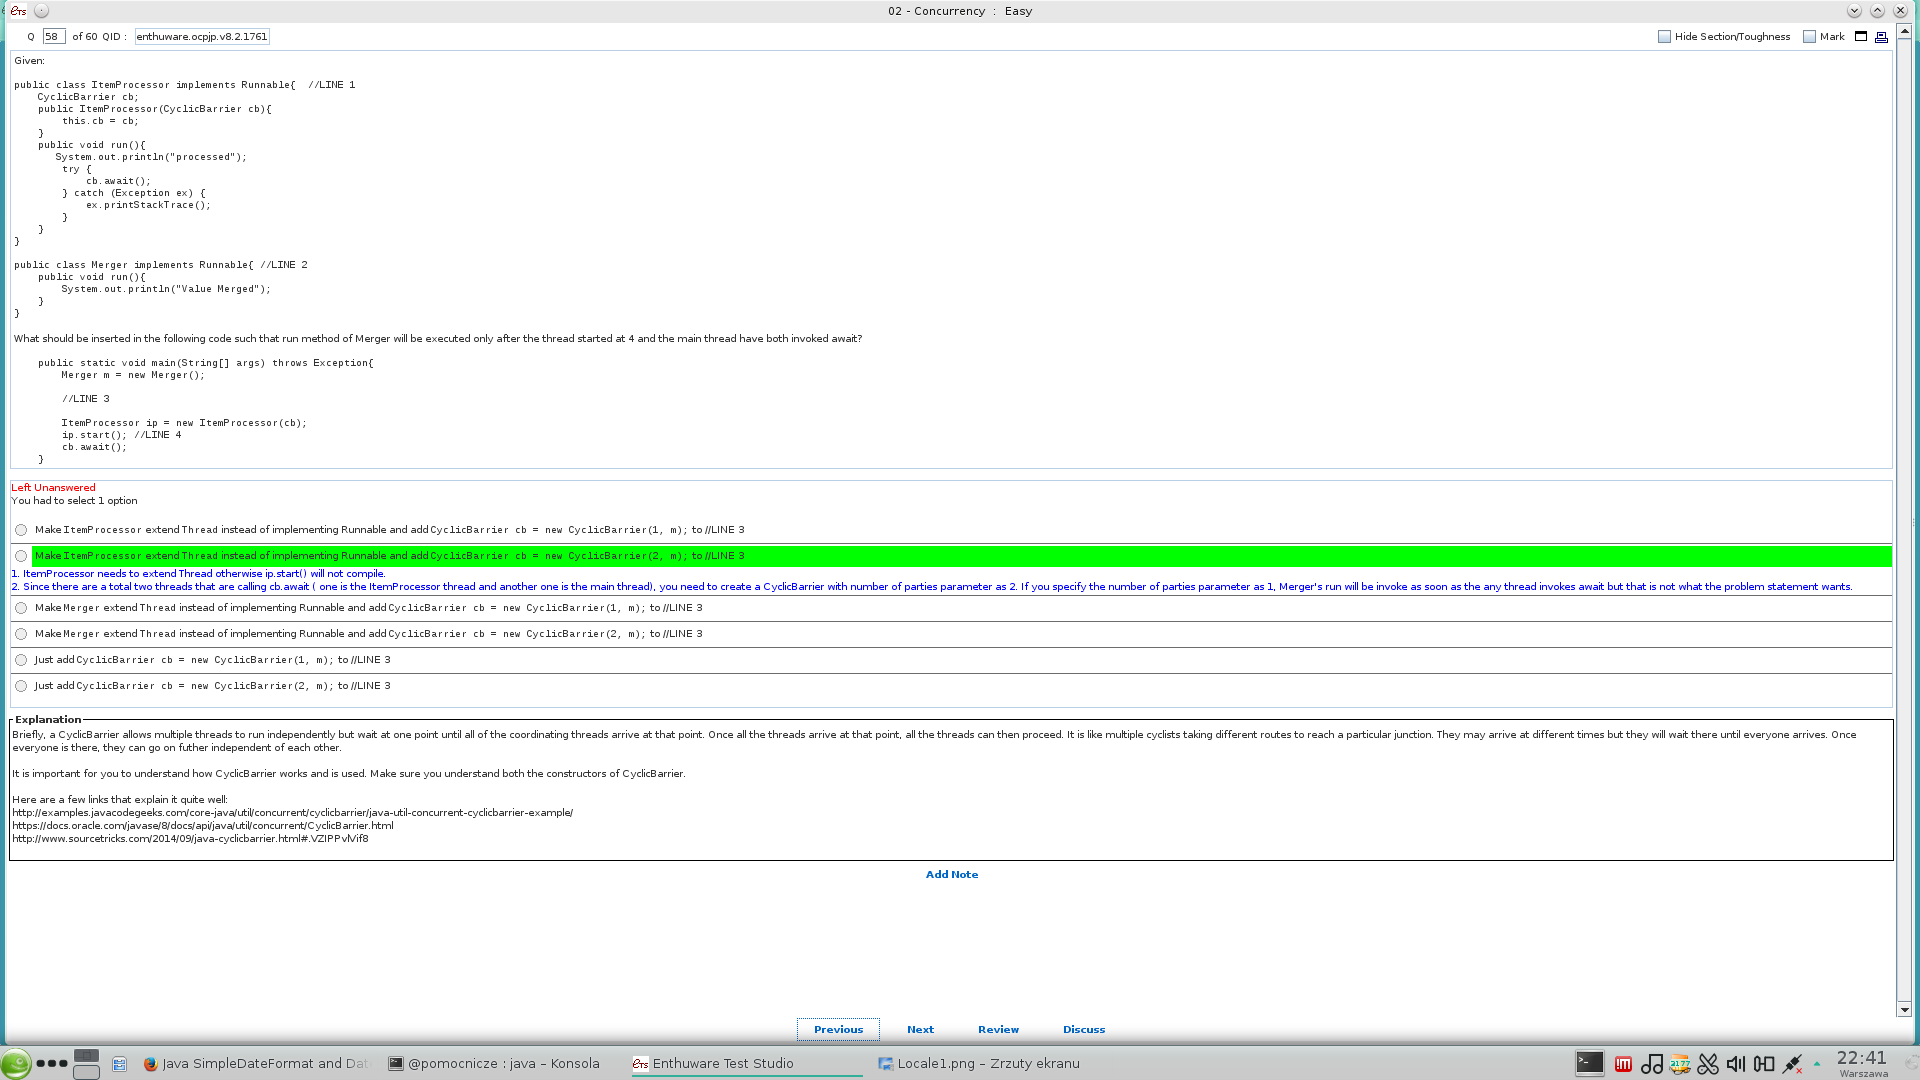 ETS
02 - Concurrency : Easy
Q 58 of 60 QID : enthuware.ocpjp.v8.2.1761
Hide Section/Toughness Mark
Given:
public class ItemProcessor implements Runnable{ //LINE 1
CyclicBarrier cb;
public ItemProcessor(CyclicBarrier cb){
this.cb = cb;
}
public void run(){
System.out.println("processed");
try {
cb.await();
} catch (Exception ex) {
ex.printStackTrace();
}
}
}
public class Merger implements Runnable{ //LINE 2
public void run(){
System.out.println("Value Merged");
}
}
What should be inserted in the following code such that run method of Merger will be executed only after the thread started at 4 and the main thread have both invoked await?
public static void main(String[] args) throws Exception{
Merger m = new Merger();
//LINE 3
ItemProcessor ip = new ItemProcessor(cb);
ip.start(); //LINE 4
cb.await();
}
Left Unanswered
You had to select 1 option
Make ItemProcessor extend Thread instead of implementing Runnable and add CyclicBarrier cb = new CyclicBarrier(1, m); to //LINE 3
Make ItemProcessor extend Thread instead of implementing Runnable and add CyclicBarrier cb = new CyclicBarrier(2, m); to //LINE 3
1. ItemProcessor needs to extend Thread otherwise ip.start() will not compile.
2. Since there are a total two threads that are calling cb.await ( one is the ItemProcessor thread and another one is the main thread), you need to create a CyclicBarrier with number of parties parameter as 2. If you specify the number of parties parameter as 1, Merger's run will be invoke as soon as the any thread invokes await but that is not what the problem statement wants.
Make Merger extend Thread instead of implementing Runnable and add CyclicBarrier cb = new CyclicBarrier(1, m); to //LINE 3
Make Merger extend Thread instead of implementing Runnable and add CyclicBarrier cb = new CyclicBarrier(2, m); to //LINE 3
Just add CyclicBarrier cb = new CyclicBarrier(1, m); to //LINE 3
Just add CyclicBarrier cb = new CyclicBarrier(2, m); to //LINE 3
Explanation
Briefly, a CyclicBarrier allows multiple threads to run independently but wait at one point until all of the coordinating threads arrive at that point. Once all the threads arrive at that point, all the threads can then proceed. It is like multiple cyclists taking different routes to reach a particular junction. They may arrive at different times but they will wait there until everyone arrives. Once
everyone is there, they can go on futher independent of each other.
It is important for you to understand how CyclicBarrier works and is used. Make sure you understand both the constructors of CyclicBarrier.
Here are a few links that explain it quite well:
http://examples.javacodegeeks.com/core-java/util/concurrent/cyclicbarrier/java-util-concurrent-cyclicbarrier-example/
https://docs.oracle.com/javase/8/docs/api/java/util/concurrent/CyclicBarrier.html
http://www.sourcetricks.com/2014/09/java-cyclicbarrier.html#.VZIPPvlVif8
Add Note
Previous Next Review Discuss
Java SimpleDateFormat and Dat
@pomocnicze : java – Konsola
ETS Enthuware Test Studio
Locale1.png – Zrzuty ekranu
22:41
Warszawa